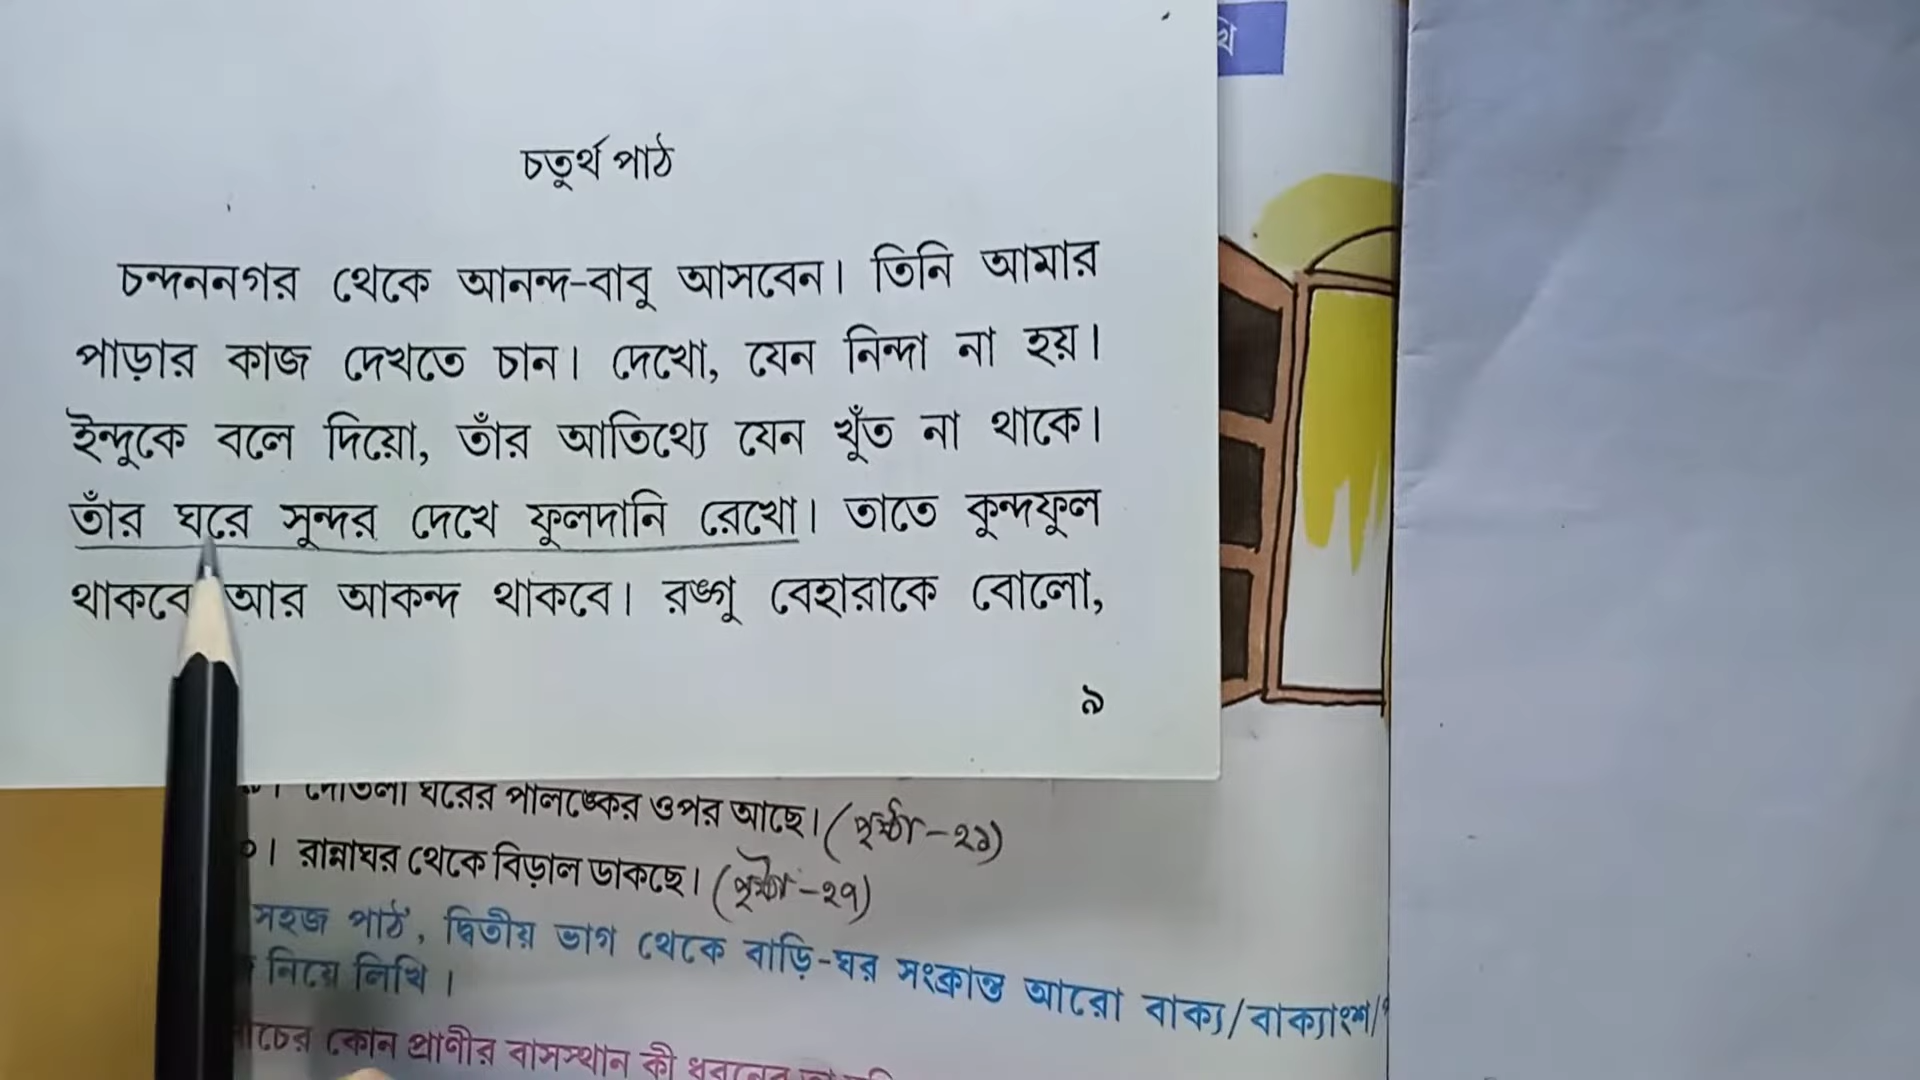 খি
চতুর্থ পাঠ
চন্দননগর থেকে আনন্দ-বাবু আসবেন। তিনি আমার
পাড়ার কাজ দেখতে চান। দেখো, যেন নিন্দা না হয়।
ইন্দুকে বলে দিয়ো, তাঁর আতিথ্যে যেন খুঁত না থাকে।
তাঁর ঘরে সুন্দর দেখে ফুলদানি রেখো। তাতে কুন্দফুল
থাকবে আর আকন্দ থাকবে। রঙ্গু বেহারাকে বোলো,
৯
। দোতলা ঘরের পালঙ্কের ওপর আছে। (পৃষ্ঠা-২১)
। রান্নাঘর থেকে বিড়াল ডাকছে। (পৃষ্ঠা-২৭)
সহজ পাঠ', দ্বিতীয় ভাগ থেকে বাড়ি-ঘর সংক্রান্ত আরো বাক্য/বাক্যাংশ/
নিয়ে লিখি।
কোন প্রাণীর বাসস্থান কী ধরনের